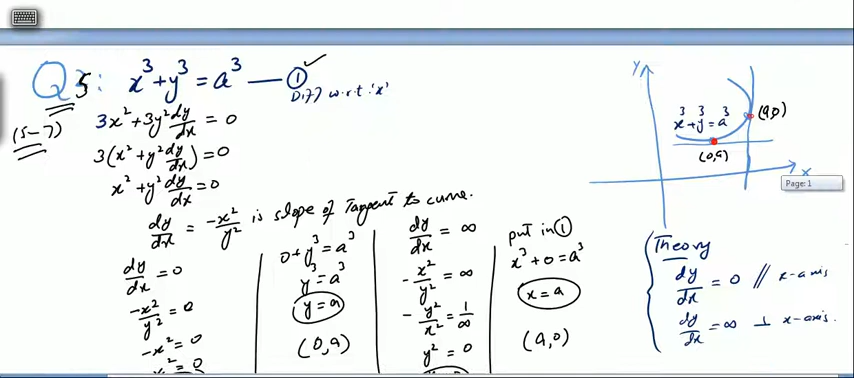 Q5: x³ + y³ = a³ — ① ✓
Diff w.r.t. 'x'
(5-7)
3x² + 3y² dy/dx = 0
3(x² + y² dy/dx) = 0
x² + y² dy/dx = 0
dy/dx = -x²/y² is slope of Tangent to curve.
dy/dx = 0
-x²/y² = 0
-x² = 0
x² = 0
0 + y³ = a³
y³ = a³
y = a
(0,a)
dy/dx = ∞
-x²/y² = ∞
-y²/x² = 1/∞
y² = 0
put in ①
x³ + 0 = a³
x = a
(a,0)
Y
x³ + y³ = a³
(a,0)
(0,a)
X
Page: 1
Theory
dy/dx = 0 // x-axis
dy/dx = ∞ ⊥ x-axis.